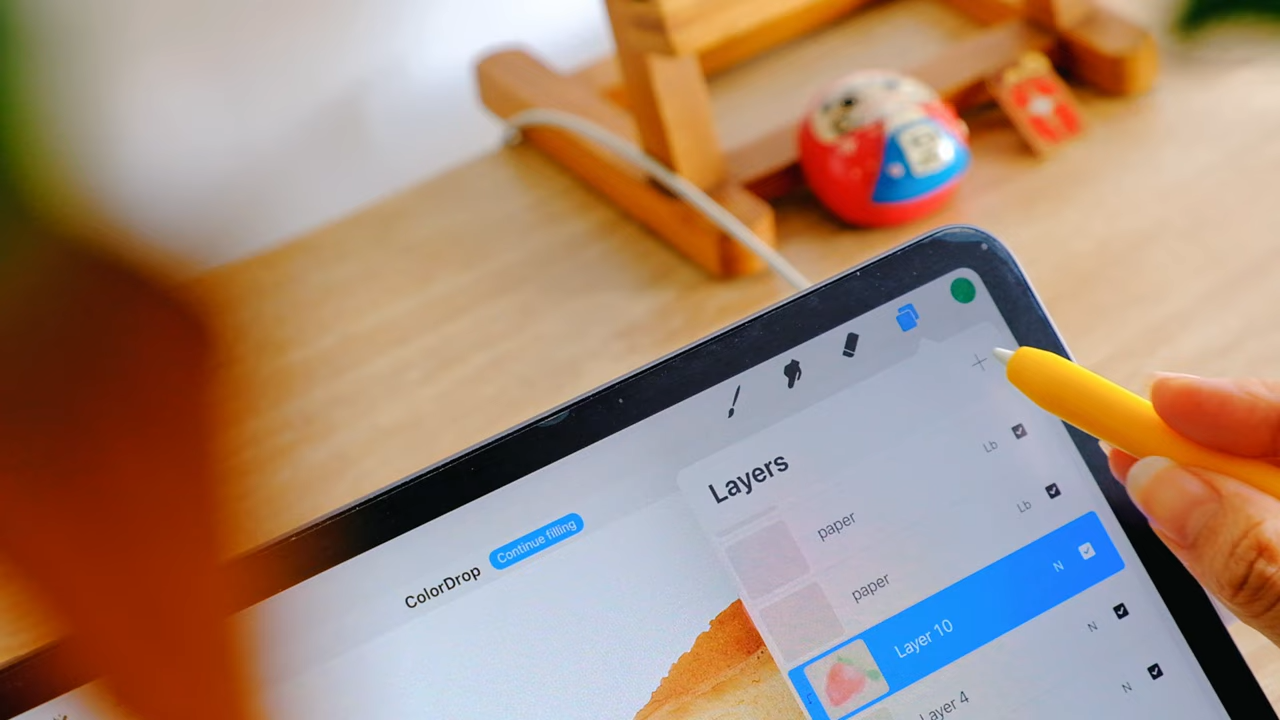 Layers
ColorDrop Continue filling
paper Lb
paper Lb
Layer 10 N
Layer 4 N
N